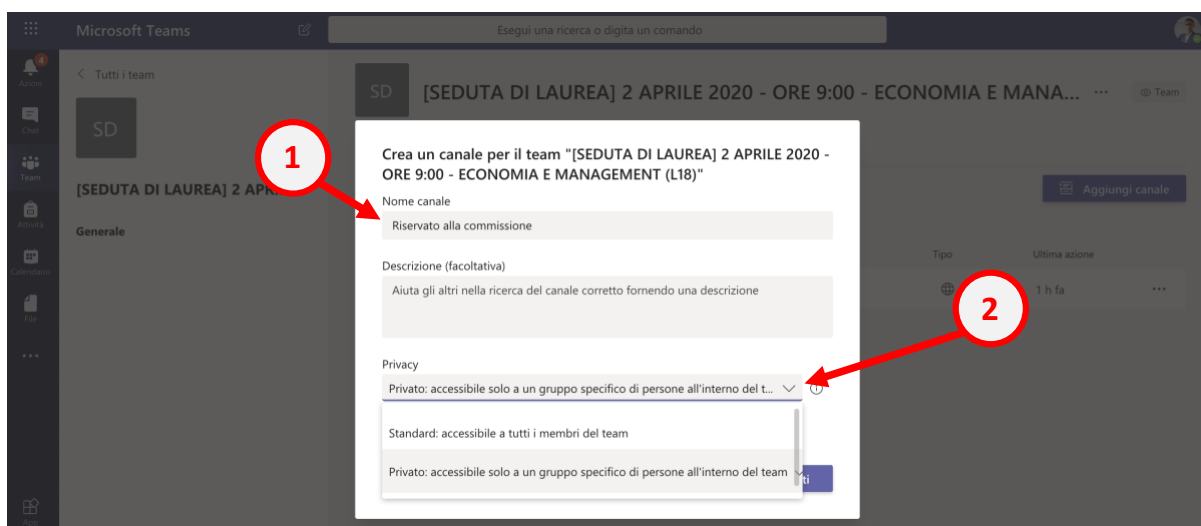 Microsoft Teams
Esegui una ricerca o digita un comando
4
Azioni
Chat
Team
Attività
Calendario
File
App
Tutti i team
SD
[SEDUTA DI LAUREA] 2 APR
Generale
SD
[SEDUTA DI LAUREA] 2 APRILE 2020 - ORE 9:00 - ECONOMIA E MANA...
Team
Aggiungi canale
Tipo
Ultima azione
1 h fa
1
Crea un canale per il team "[SEDUTA DI LAUREA] 2 APRILE 2020 -
ORE 9:00 - ECONOMIA E MANAGEMENT (L18)"
Nome canale
Riservato alla commissione
Descrizione (facoltativa)
Aiuta gli altri nella ricerca del canale corretto fornendo una descrizione
2
Privacy
Privato: accessibile solo a un gruppo specifico di persone all'interno del t...
Standard: accessibile a tutti i membri del team
Privato: accessibile solo a un gruppo specifico di persone all'interno del team
ti